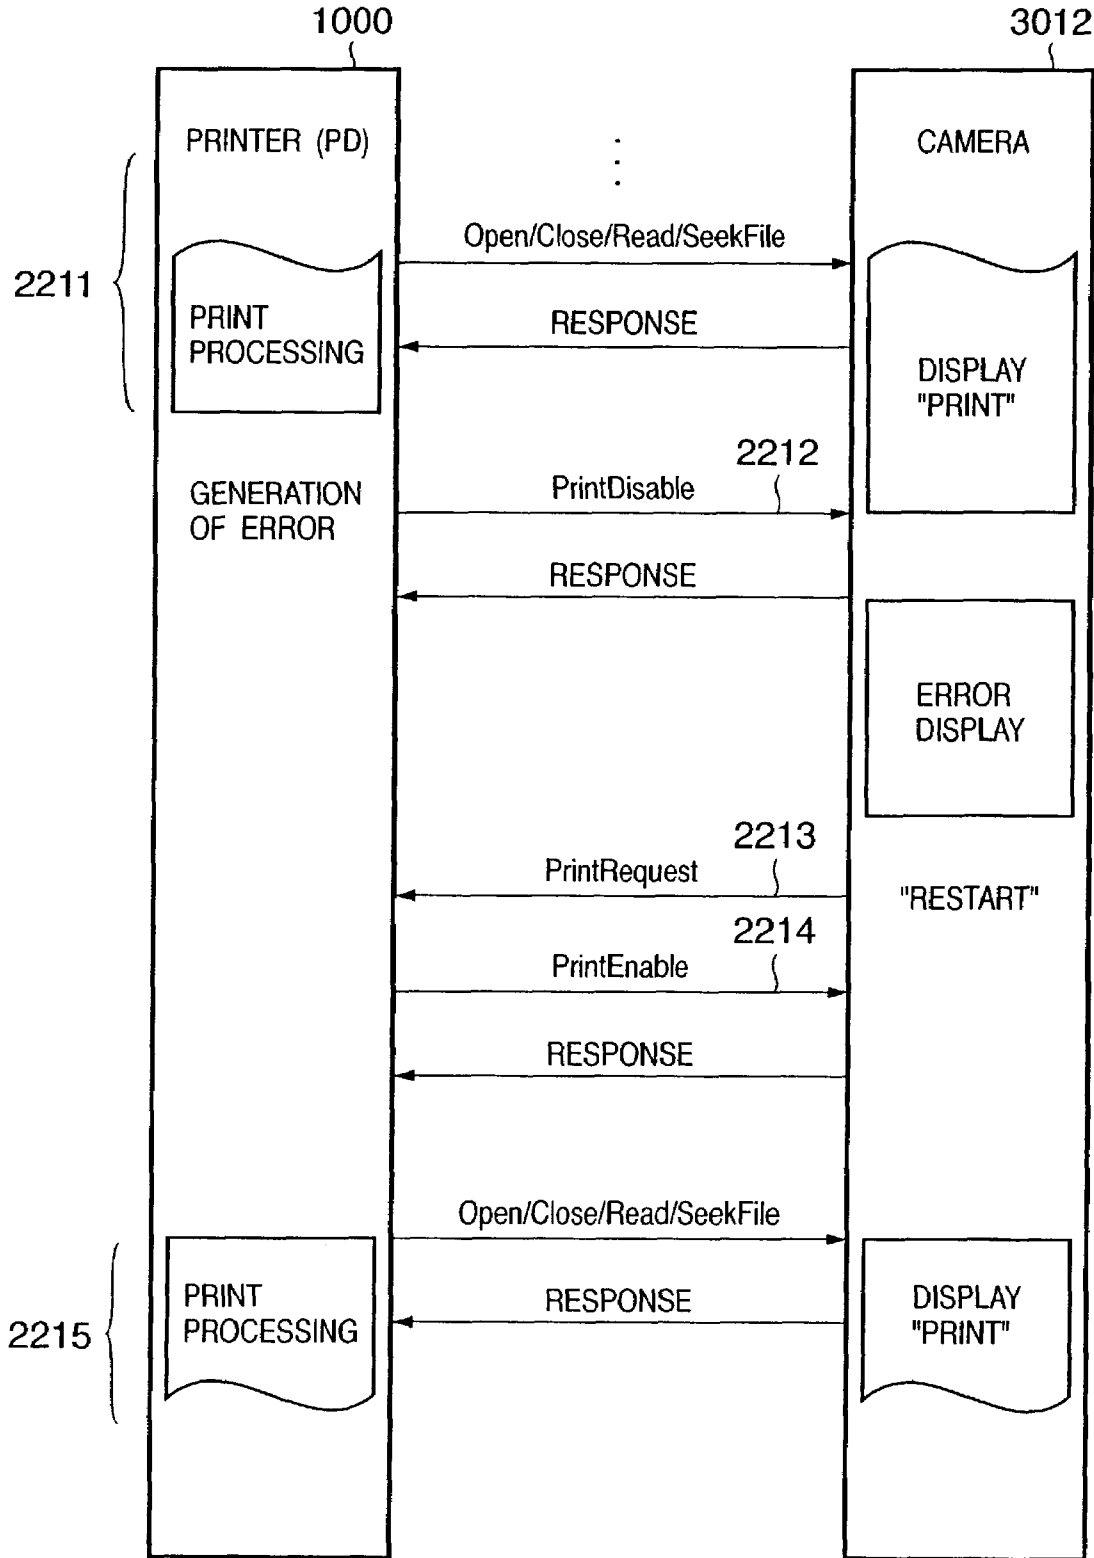 1000
3012
PRINTER (PD)
CAMERA
2211
Open/Close/Read/SeekFile
PRINT
PROCESSING
RESPONSE
DISPLAY
"PRINT"
2212
GENERATION
OF ERROR
PrintDisable
RESPONSE
ERROR
DISPLAY
2213
PrintRequest
"RESTART"
2214
PrintEnable
RESPONSE
Open/Close/Read/SeekFile
2215
PRINT
PROCESSING
RESPONSE
DISPLAY
"PRINT"